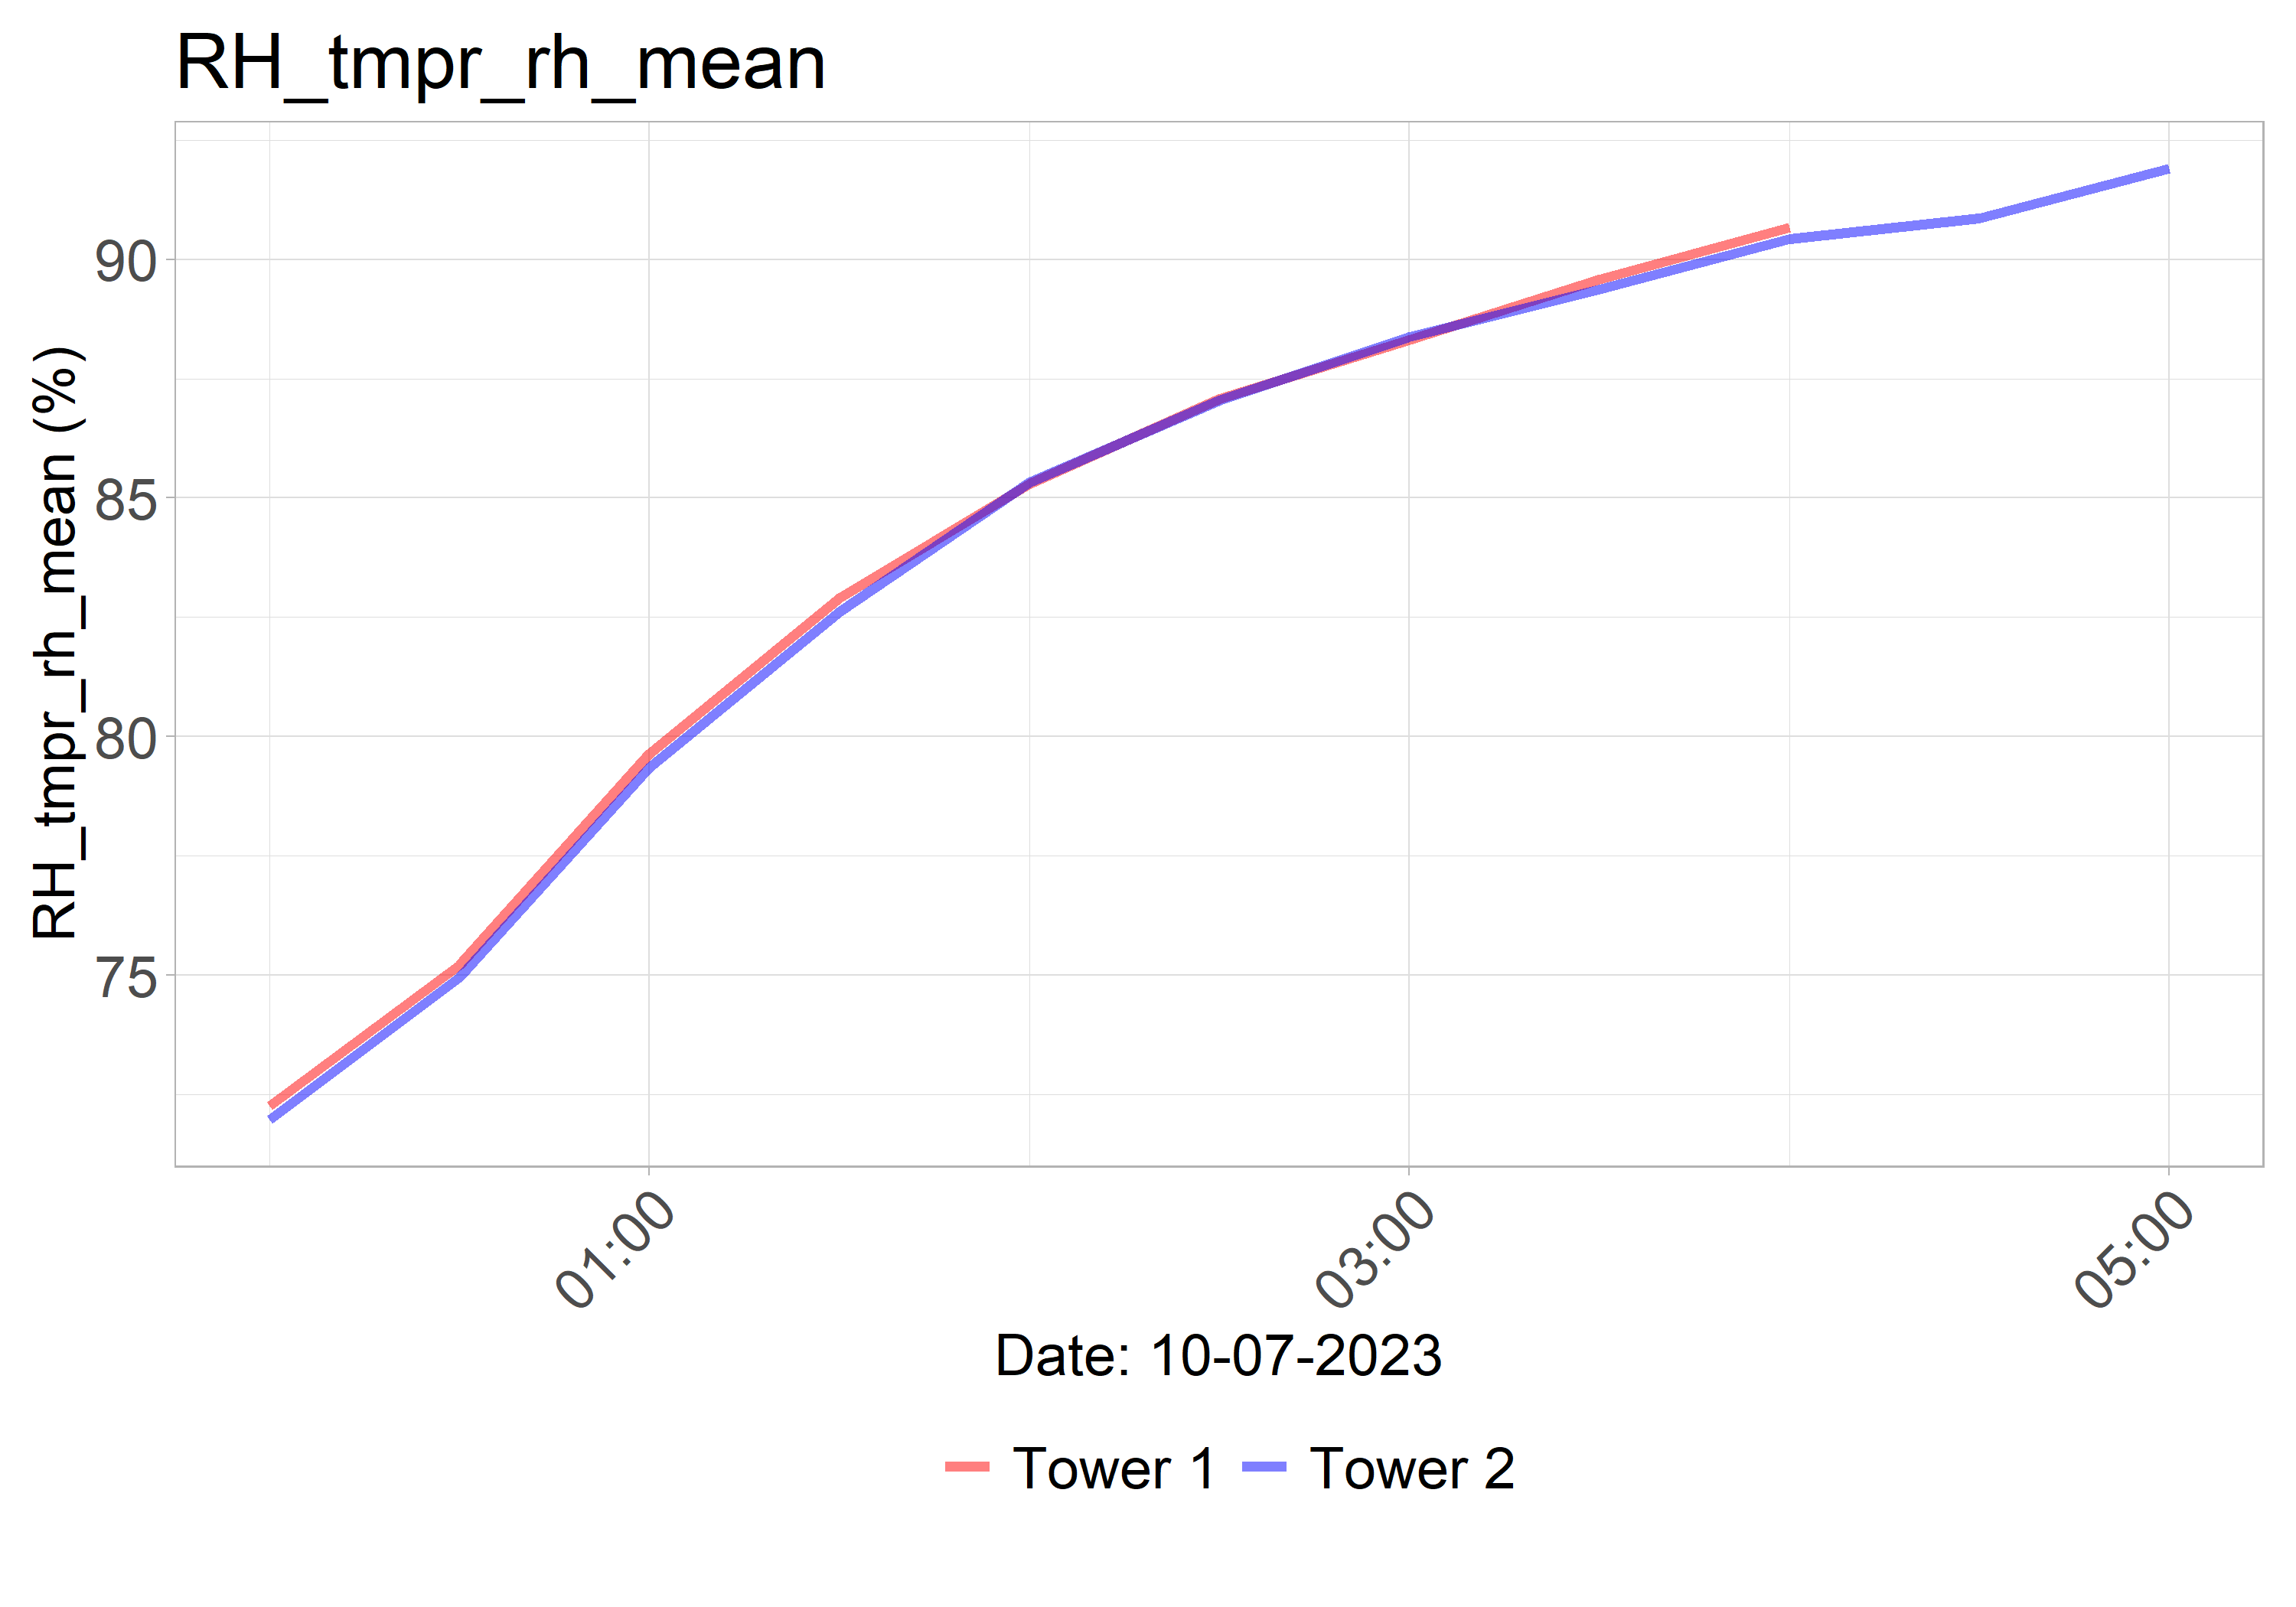 RH_tmpr_rh_mean
RH_tmpr_rh_mean (%)
90
85
80
75
01:00
03:00
05:00
Date: 10-07-2023
Tower 1
Tower 2